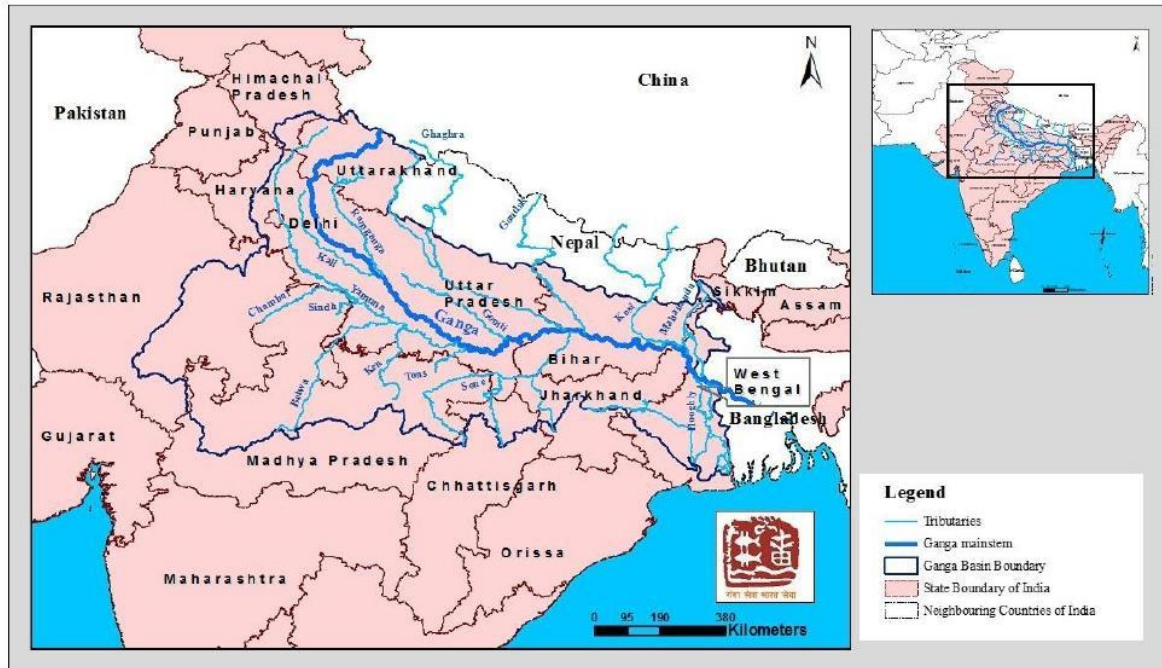 Himachal
Pradesh
China
N
Pakistan
Punjab
Ghaghra
Uttarakhand
Haryana
Delhi
Ramganga
Gandak
Nepal
Kali
Bhutan
Rajasthan
Chambal
Sindh
Yamuna
Uttar
Pradesh
Gomti
Ganga
Kosi
Mahananda
Sikkim
Assam
Betwa
Ken
Tons
Sone
Bihar
Jharkhand
West
Bengal
Hooghly
Bangladesh
Gujarat
Madhya Pradesh
Chhattisgarh
Orissa
Maharashtra
गंगा सेवा भारत सेवा
0 95 190 380
Kilometers
N
Legend
Tributaries
Ganga mainstem
Ganga Basin Boundary
State Boundary of India
Neighbouring Countries of India